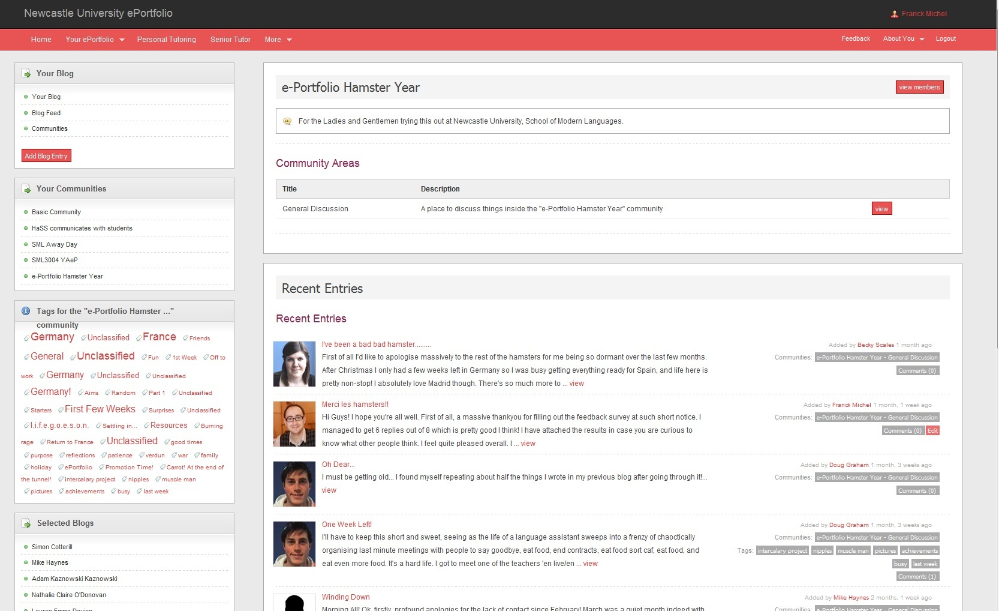 Newcastle University ePortfolio
Franck Michel
Home Your ePortfolio Personal Tutoring Senior Tutor More
Feedback About You Logout
Your Blog
Your Blog
Blog Feed
Communities
Add Blog Entry
Your Communities
Basic Community
HaSS communicates with students
SML Away Day
SML3004 YAeP
e-Portfolio Hamster Year
Tags for the "e-Portfolio Hamster ..."
community
Germany Unclassified France Friends
General Unclassified Fun 1st Week Off to
work Germany Unclassified Unclassified
Germany! Aims Random Part 1 Unclassified
Starters First Few Weeks Surprises Unclassified
l.i.f.e.g.o.e.s.o.n. Settling in... Resources Burning
rage Return to France Unclassified good times
purpose reflections patience verdun war family
holiday ePortfolio Promotion Time! Carrot! At the end of
the tunnel! intercalary project nipples muscle man
pictures achievements busy last week
Selected Blogs
Simon Cotterill
Mike Haynes
Adam Kaznowski Kaznowski
Nathalie Claire O'Donovan
Lauren Emma Davies
e-Portfolio Hamster Year
view members
For the Ladies and Gentlemen trying this out at Newcastle University, School of Modern Languages.
Community Areas
Title Description
General Discussion A place to discuss things inside the "e-Portfolio Hamster Year" community view
Recent Entries
Recent Entries
I've been a bad bad hamster.........
First of all I'd like to apologise massively to the rest of the hamsters for me being so dormant over the last few months.
After Christmas I only had a few weeks left in Germany so I was busy getting everything ready for Spain, and life here is
pretty non-stop! I absolutely love Madrid though. There's so much more to ... view
Added by Becky Scales 1 month ago
Communities: e-Portfolio Hamster Year - General Discussion
Comments (0)
Merci les hamsters!!
Hi Guys! I hope you're all well. First of all, a massive thankyou for filling out the feedback survey at such short notice. I
managed to get 6 replies out of 8 which is pretty good I think! I have attached the results in case you are curious to
know what other people think. I feel quite pleased overall. I ... view
Added by Franck Michel 1 month, 1 week ago
Communities: e-Portfolio Hamster Year - General Discussion
Comments (0) Edit
Oh Dear...
I must be getting old... I found myself repeating about half the things I wrote in my previous blog after going through it!...
view
Added by Doug Graham 1 month, 3 weeks ago
Communities: e-Portfolio Hamster Year - General Discussion
Comments (0)
One Week Left!
I'll have to keep this short and sweet, seeing as the life of a language assistant sweeps into a frenzy of chaoctically
organising last minute meetings with people to say goodbye, eat food, end contracts, eat food sort caf, eat food, and
eat even more food. It's a hard life. I got to meet one of the teachers 'en live/en ... view
Added by Doug Graham 1 month, 3 weeks ago
Communities: e-Portfolio Hamster Year - General Discussion
Tags: intercalary project nipples muscle man pictures achievements
busy last week
Comments (1)
Winding Down
Morning All! Ok, firstly, profound apologies for the lack of contact since February! March was a quiet month indeed with
Added by Mike Haynes 2 months, 1 week ago
Communities: e-Portfolio Hamster Year - General Discussion